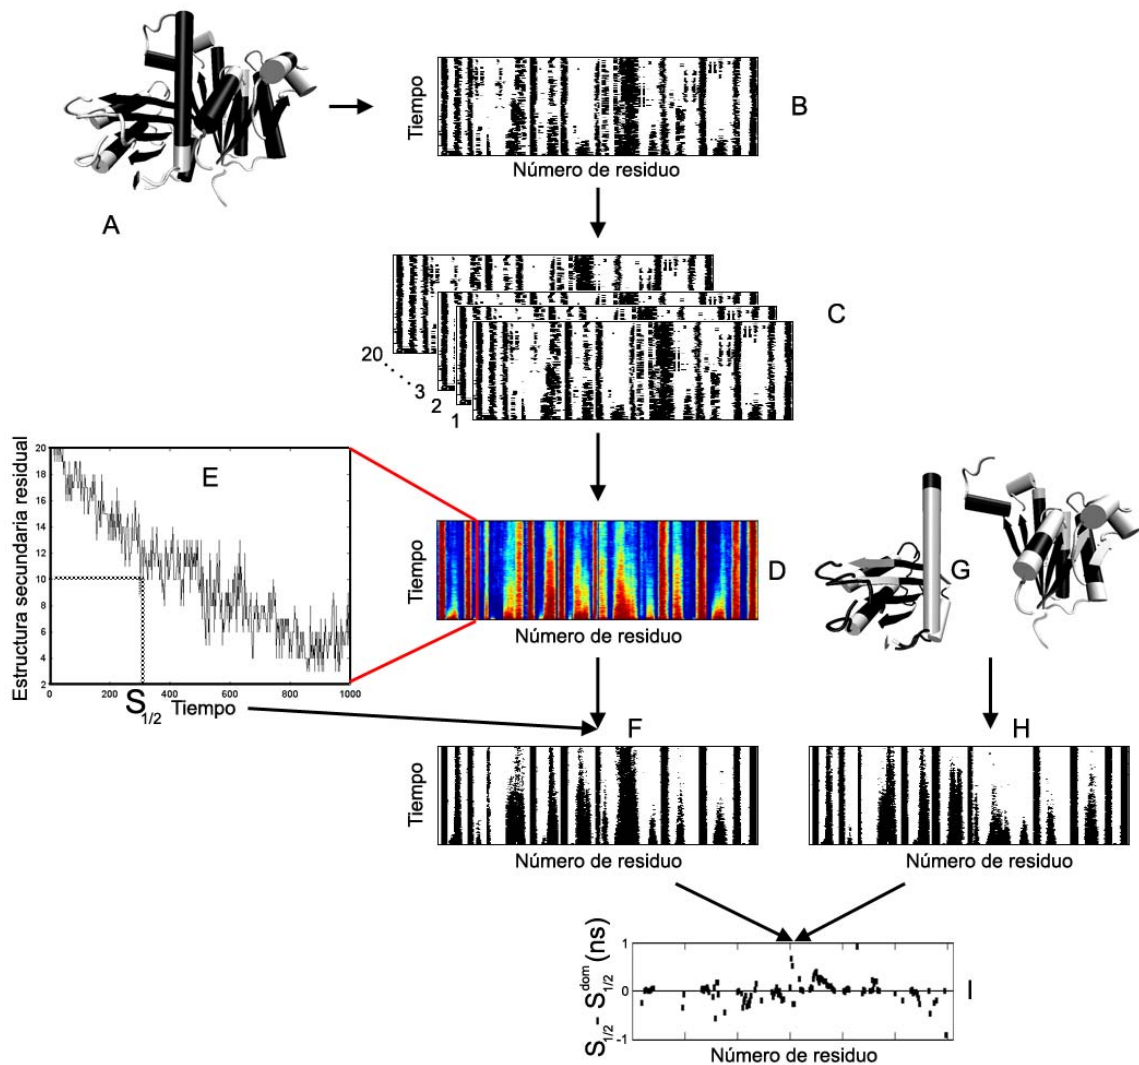 A
Tiempo
B
Número de residuo
C
20
3
2
1
Estructura secundaria residual
20
18
16
14
12
10
8
6
4
2
E
0
200
400
600
800
1000
S1/2
Tiempo
Tiempo
D
Número de residuo
G
F
Tiempo
Número de residuo
H
Número de residuo
S1/2 - S1/2 dom (ns)
1
0
-1
I
Número de residuo